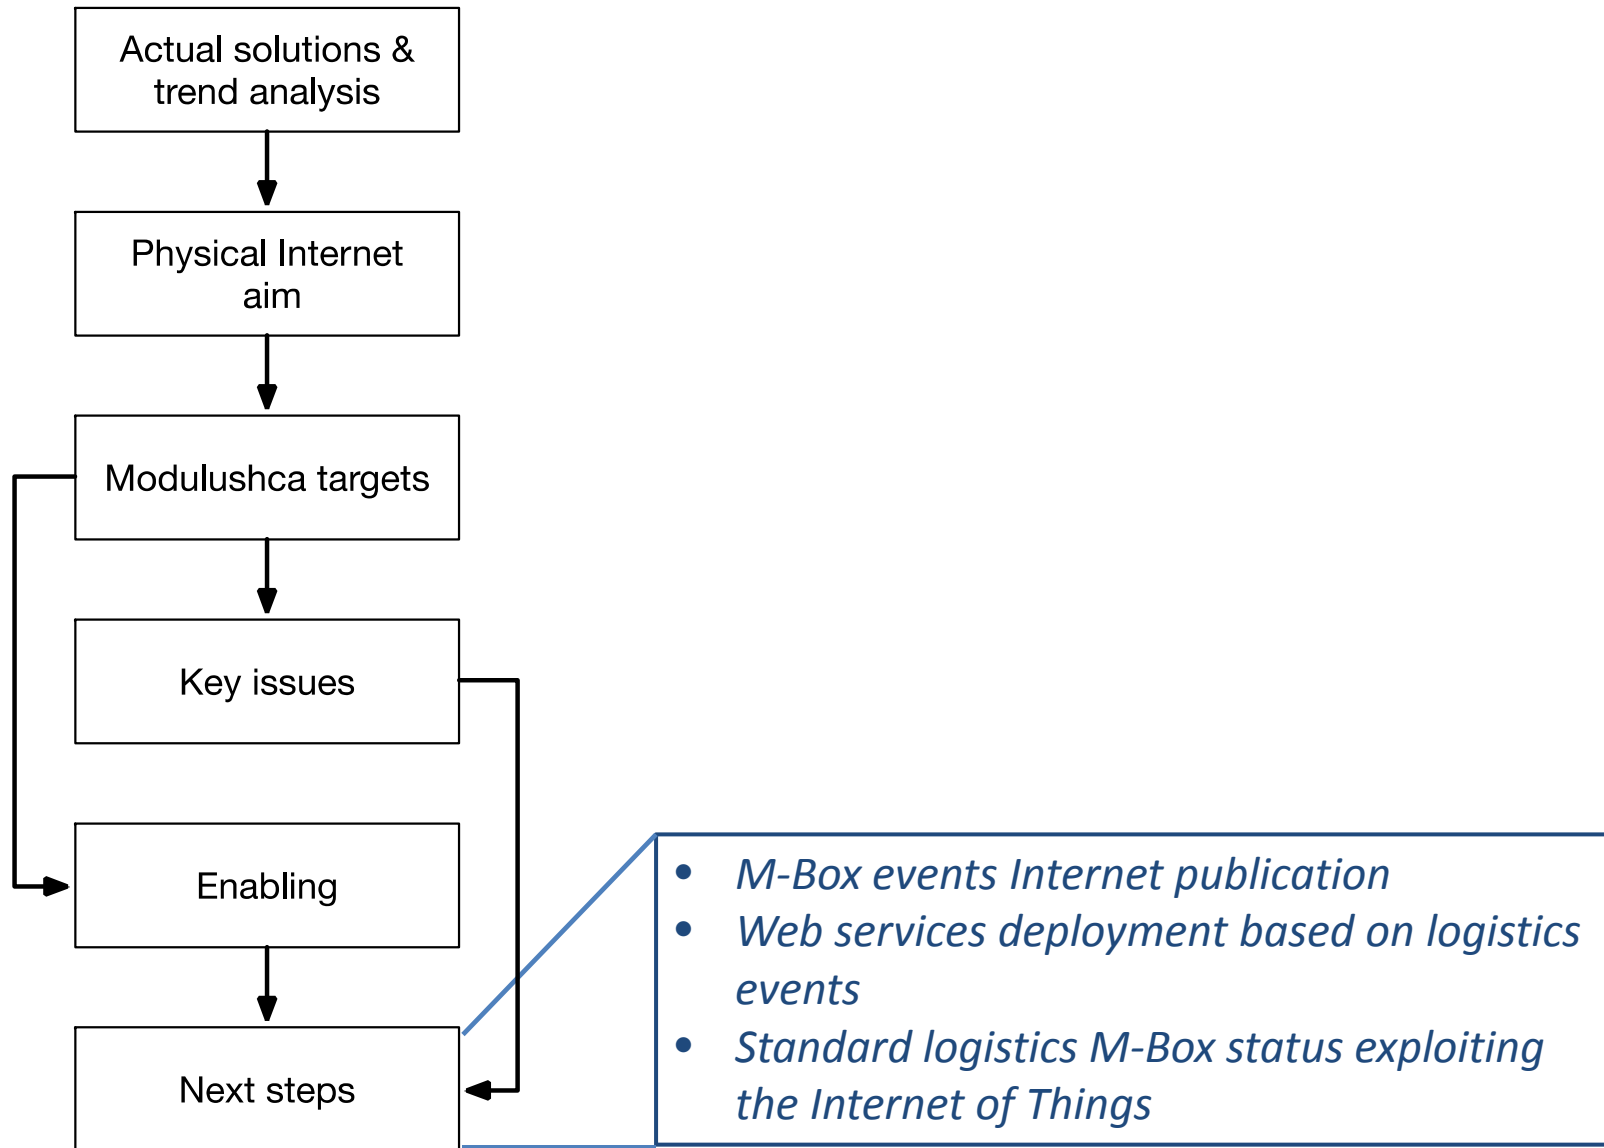 Actual solutions &
trend analysis
Physical Internet
aim
Modulushca targets
Key issues
Enabling
Next steps
• M-Box events Internet publication
• Web services deployment based on logistics
events
• Standard logistics M-Box status exploiting
the Internet of Things